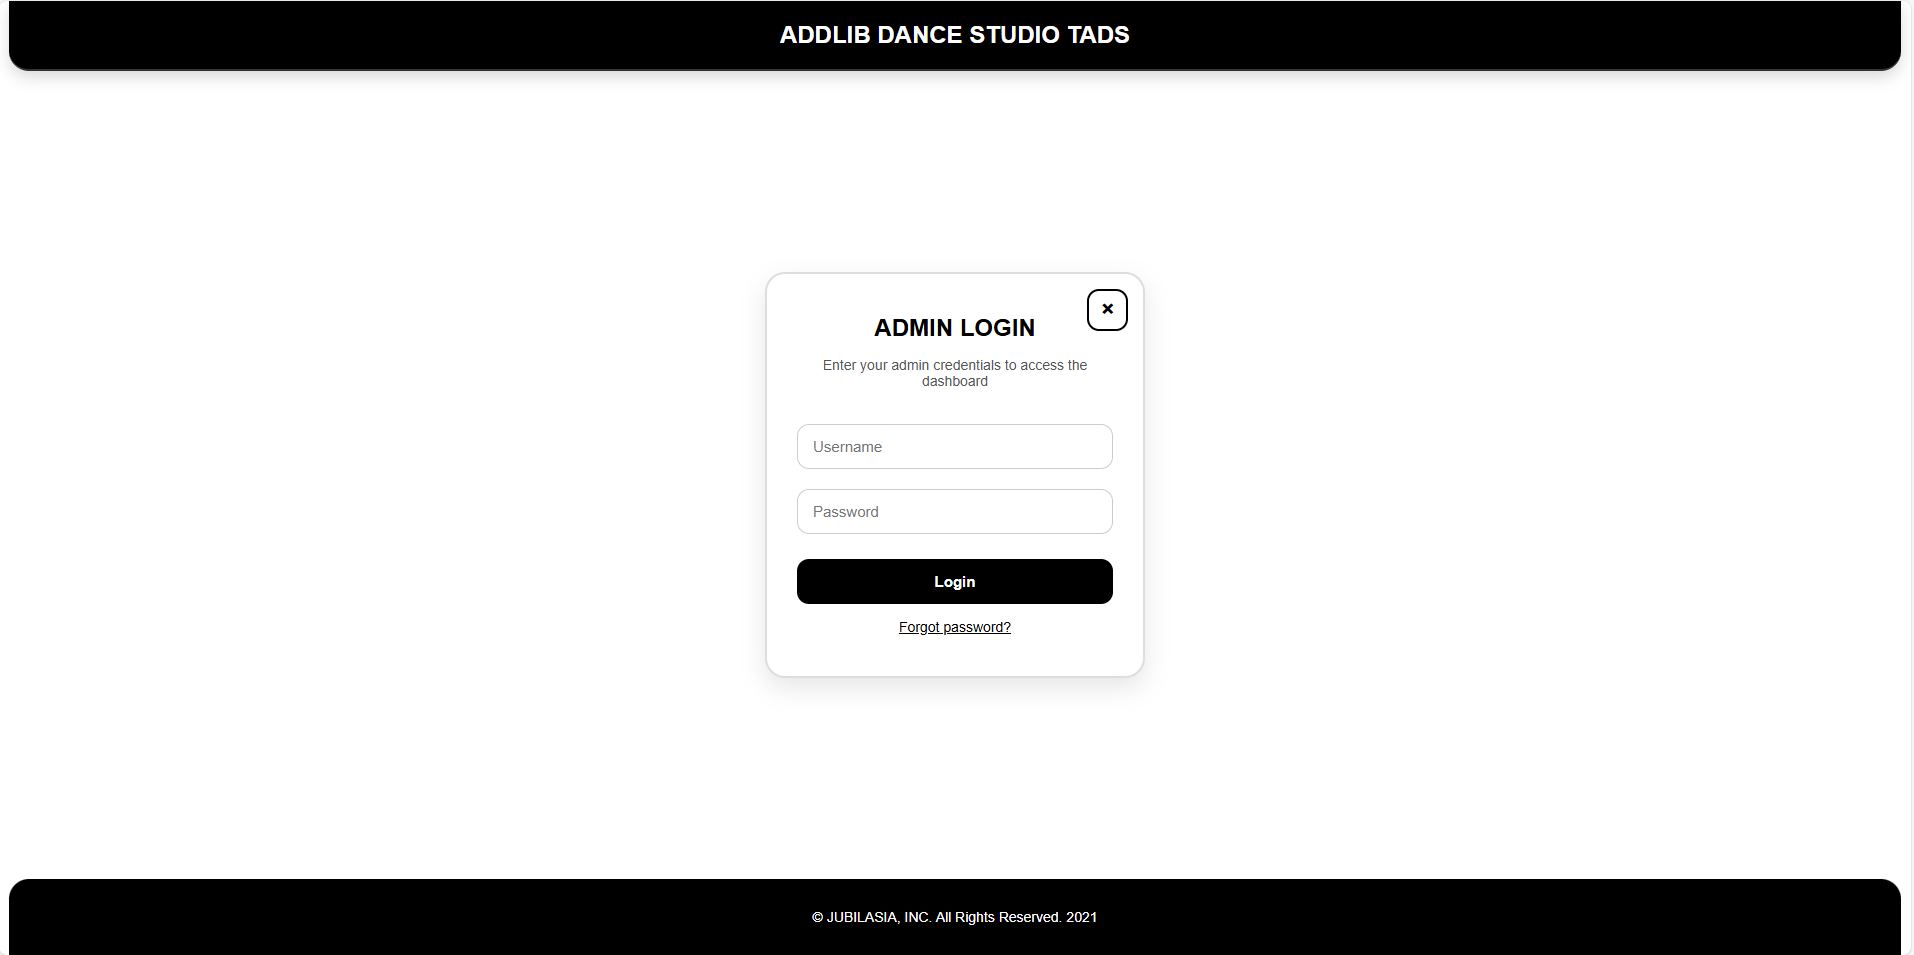 ADDLIB DANCE STUDIO TADS
×
ADMIN LOGIN
Enter your admin credentials to access the
dashboard
Username
Password
Login
Forgot password?
© JUBILASIA, INC. All Rights Reserved. 2021